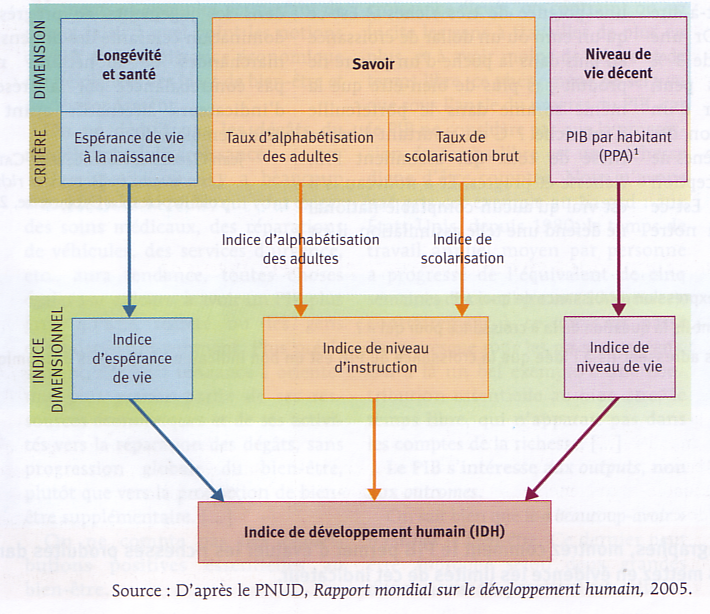 DIMENSION
Longévité
et santé
Savoir
Niveau de
vie décent
CRITÈRE
Espérance de vie
à la naissance
Taux d'alphabétisation
des adultes
Taux de
scolarisation brut
PIB par habitant
(PPA)¹
Indice d'alphabétisation
des adultes
Indice de
scolarisation
INDICE
DIMENSIONNEL
Indice
d'espérance
de vie
Indice de niveau
d'instruction
Indice de
niveau de vie
Indice de développement humain (IDH)
Source : D'après le PNUD, Rapport mondial sur le développement humain, 2005.